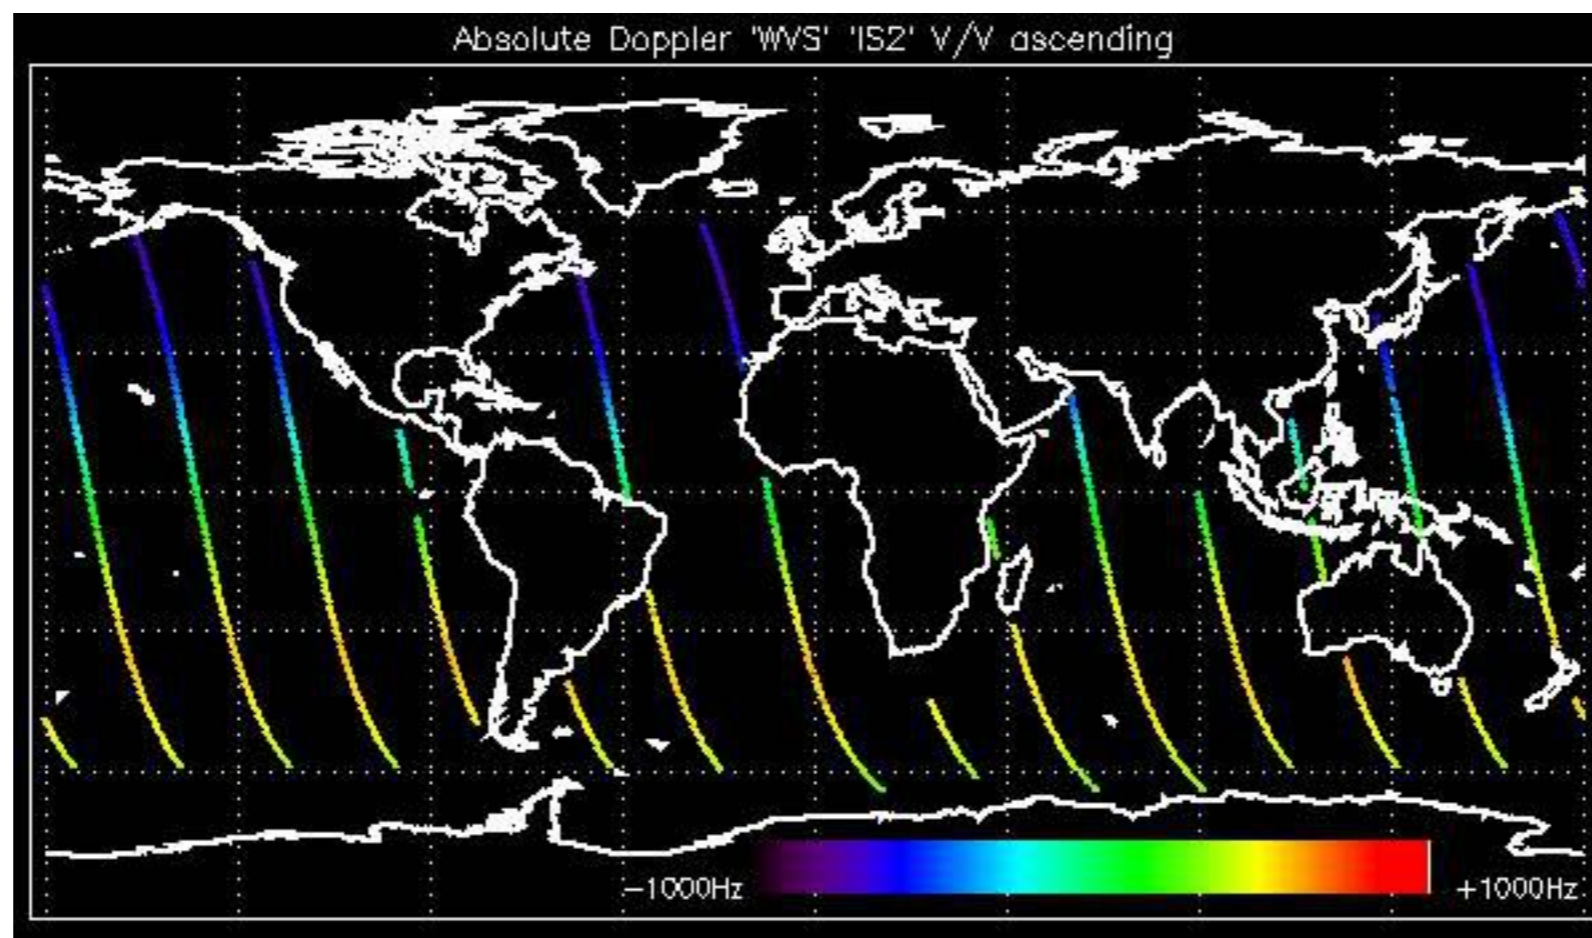 Absolute Doppler 'WVS' 'IS2' V/V ascending
-1000Hz +1000Hz